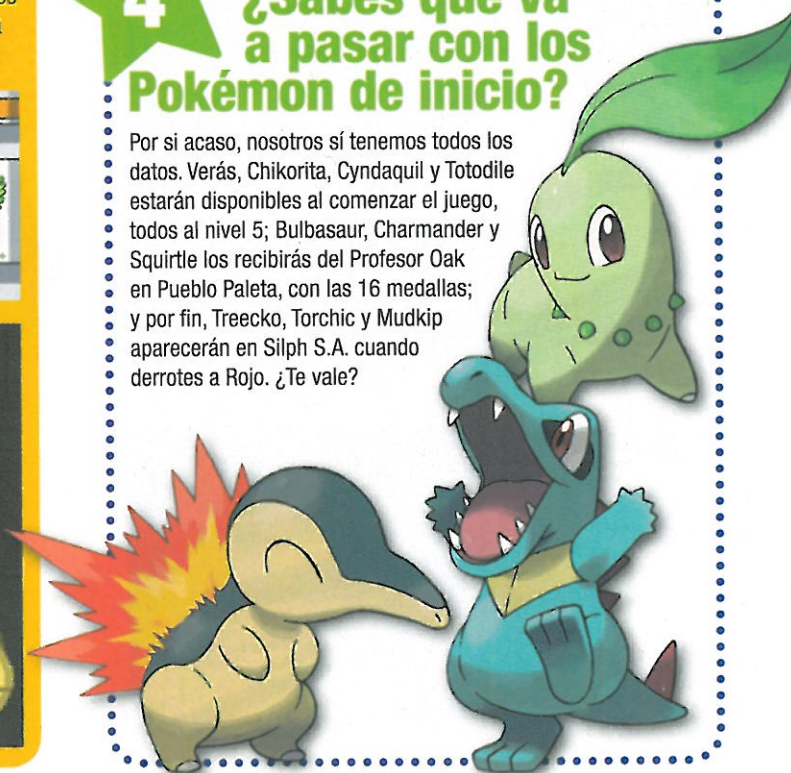 4
¿Sabes qué va
a pasar con los
Pokémon de inicio?
Por si acaso, nosotros sí tenemos todos los
datos. Verás, Chikorita, Cyndaquil y Totodile
estarán disponibles al comenzar el juego,
todos al nivel 5; Bulbasaur, Charmander y
Squirtle los recibirás del Profesor Oak
en Pueblo Paleta, con las 16 medallas;
y por fin, Treecko, Torchic y Mudkip
aparecerán en Silph S.A. cuando
derrotes a Rojo. ¿Te vale?